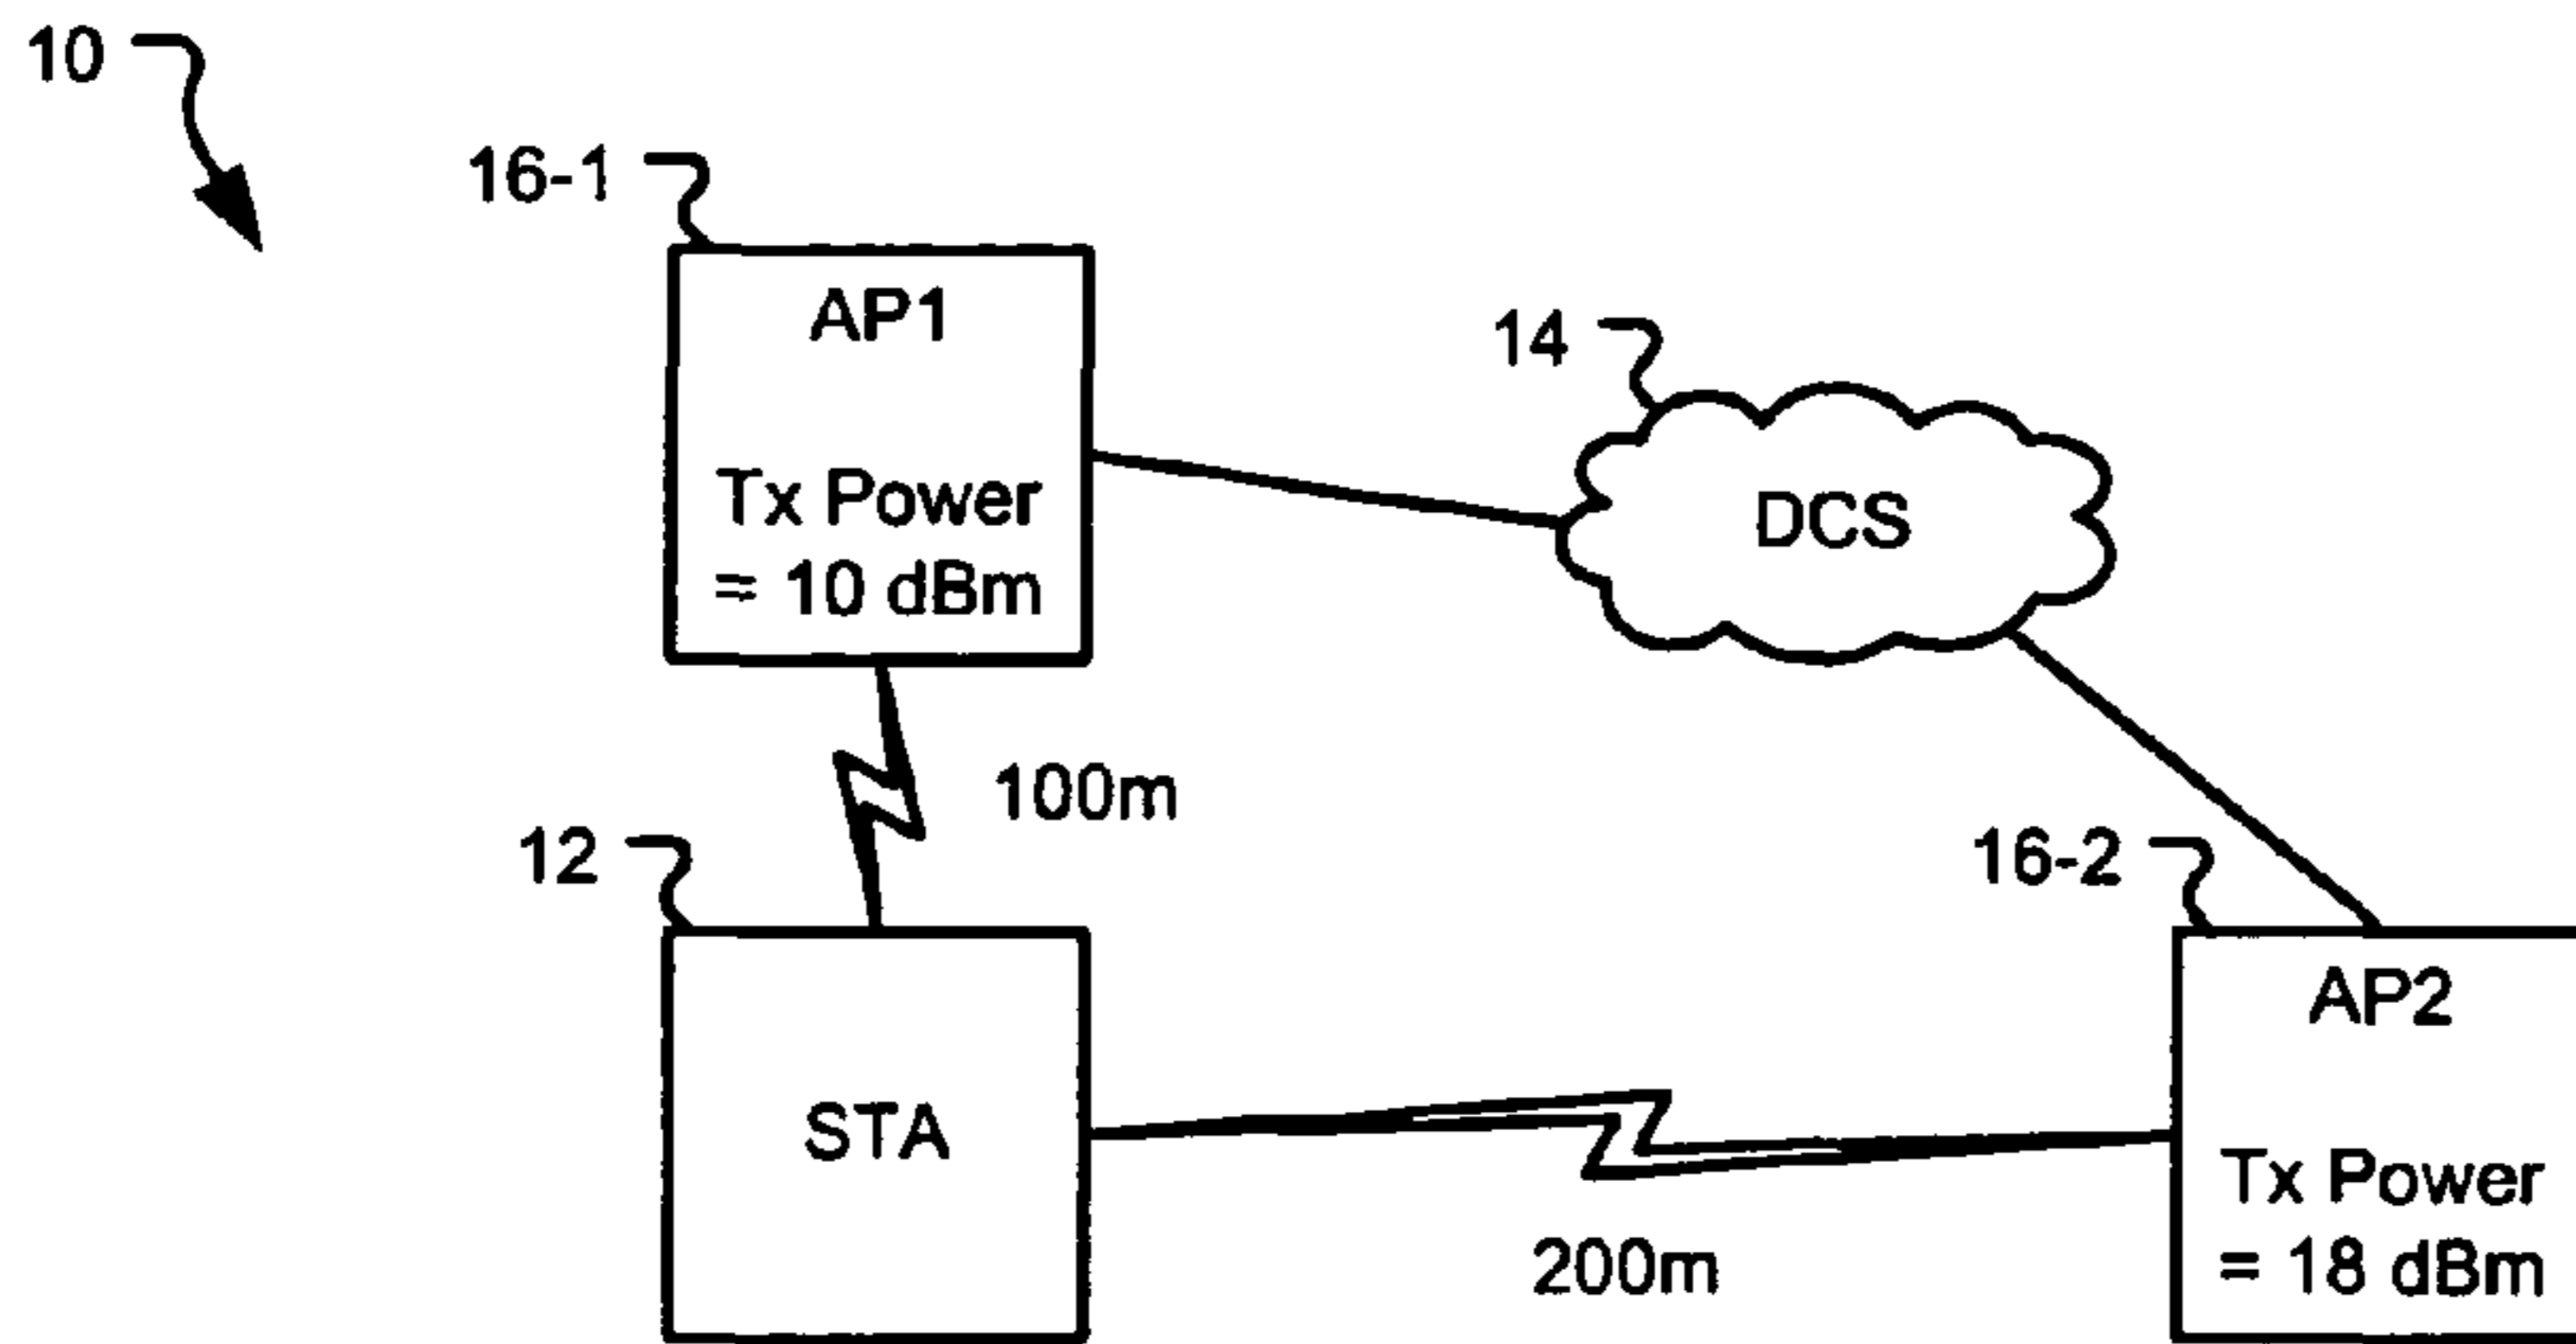 10
16-1
AP1
Tx Power
= 10 dBm
14
DCS
100m
12
STA
16-2
AP2
Tx Power
= 18 dBm
200m